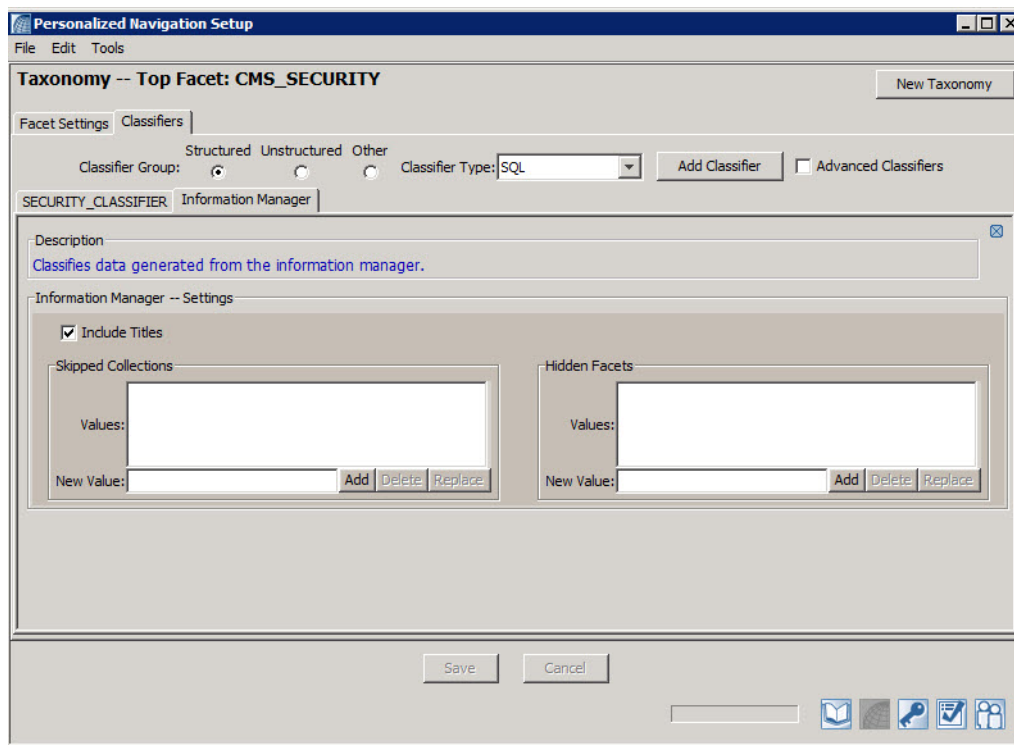 Personalized Navigation Setup
File Edit Tools
Taxonomy -- Top Facet: CMS_SECURITY
New Taxonomy
Facet Settings Classifiers
Structured Unstructured Other
Classifier Group: Classifier Type: SQL Add Classifier Advanced Classifiers
SECURITY_CLASSIFIER Information Manager
Description
Classifies data generated from the information manager.
Information Manager -- Settings
Include Titles
Skipped Collections Hidden Facets
Values: Values:
New Value: Add Delete Replace New Value: Add Delete Replace
Save Cancel